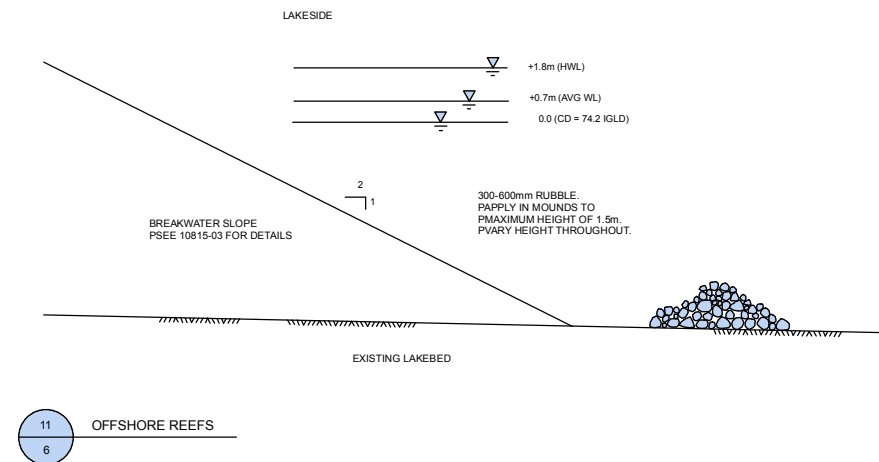 LAKESIDE
+1.8m (HWL)
+0.7m (AVG WL)
0.0 (CD = 74.2 IGLD)
2
1
300-600mm RUBBLE.
PAPPLY IN MOUNDS TO
PMAXIMUM HEIGHT OF 1.5m.
PVARY HEIGHT THROUGHOUT.
BREAKWATER SLOPE
PSEE 10815-03 FOR DETAILS
EXISTING LAKEBED
11
OFFSHORE REEFS
6